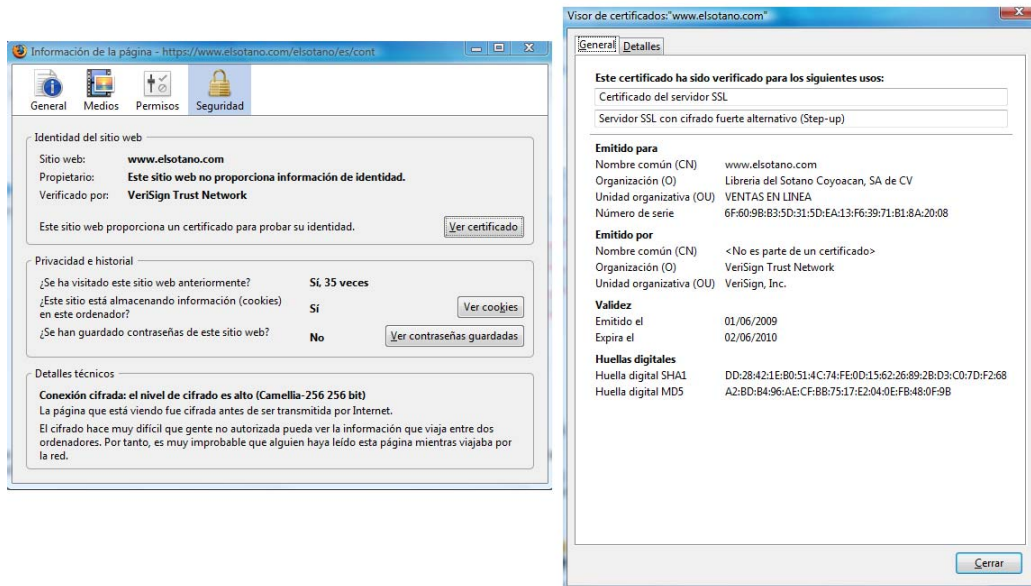 Información de la página - https://www.elsotano.com/elsotano/es/cont
General Medios Permisos Seguridad
Identidad del sitio web
Sitio web: www.elsotano.com
Propietario: Este sitio web no proporciona información de identidad.
Verificado por: VeriSign Trust Network
Este sitio web proporciona un certificado para probar su identidad. Ver certificado
Privacidad e historial
¿Se ha visitado este sitio web anteriormente? Sí, 35 veces
¿Este sitio está almacenando información (cookies)
en este ordenador? Sí Ver cookies
¿Se han guardado contraseñas de este sitio web? No Ver contraseñas guardadas
Detalles técnicos
Conexión cifrada: el nivel de cifrado es alto (Camellia-256 256 bit)
La página que está viendo fue cifrada antes de ser transmitida por Internet.
El cifrado hace muy difícil que gente no autorizada pueda ver la información que viaja entre dos
ordenadores. Por tanto, es muy improbable que alguien haya leído esta página mientras viajaba por
la red.
Visor de certificados:"www.elsotano.com"
General Detalles
Este certificado ha sido verificado para los siguientes usos:
Certificado del servidor SSL
Servidor SSL con cifrado fuerte alternativo (Step-up)
Emitido para
Nombre común (CN) www.elsotano.com
Organización (O) Libreria del Sotano Coyoacan, SA de CV
Unidad organizativa (OU) VENTAS EN LINEA
Número de serie 6F:60:9B:B3:5D:31:5D:EA:13:F6:39:71:B1:8A:20:08
Emitido por
Nombre común (CN) <No es parte de un certificado>
Organización (O) VeriSign Trust Network
Unidad organizativa (OU) VeriSign, Inc.
Validez
Emitido el 01/06/2009
Expira el 02/06/2010
Huellas digitales
Huella digital SHA1 DD:28:42:1E:B0:51:4C:74:FE:0D:15:62:26:89:2B:D3:C0:7D:F2:68
Huella digital MD5 A2:BD:B4:96:AE:CF:BB:75:17:E2:04:0E:FB:48:0F:9B
Cerrar